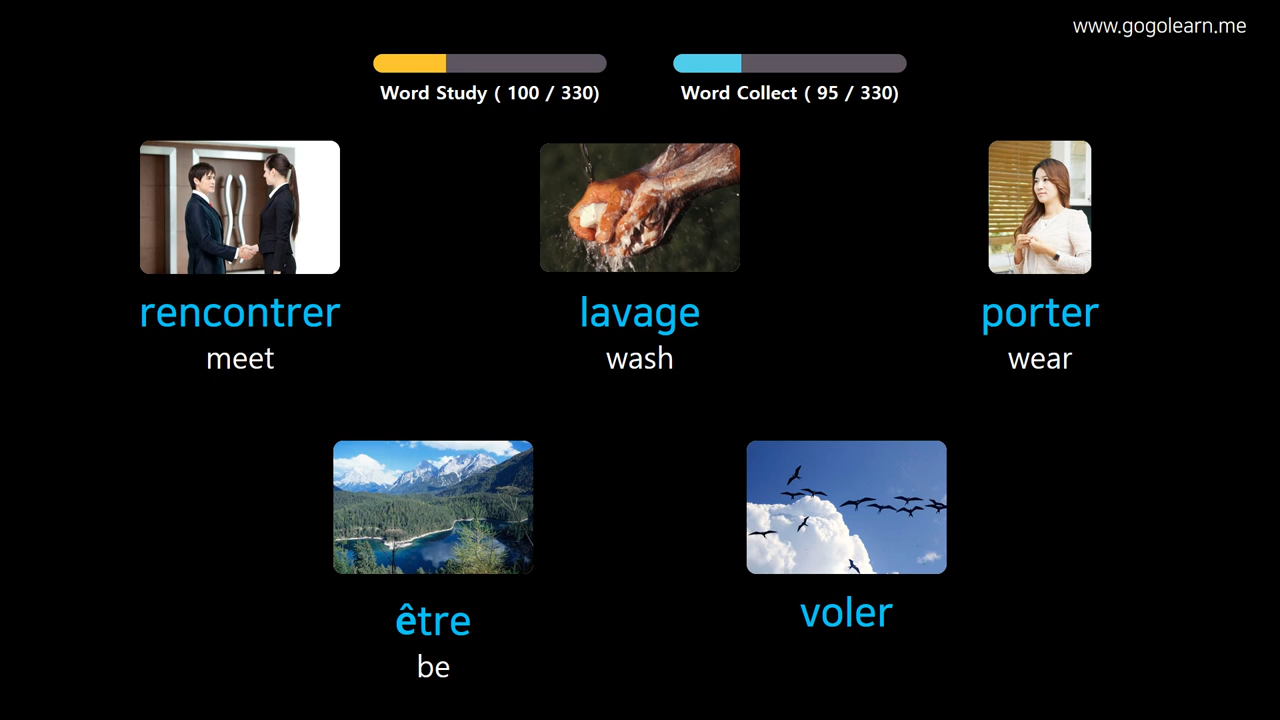 www.gogolearn.me
Word Study ( 100 / 330)
Word Collect ( 95 / 330)
rencontrer
meet
lavage
wash
porter
wear
être
be
voler